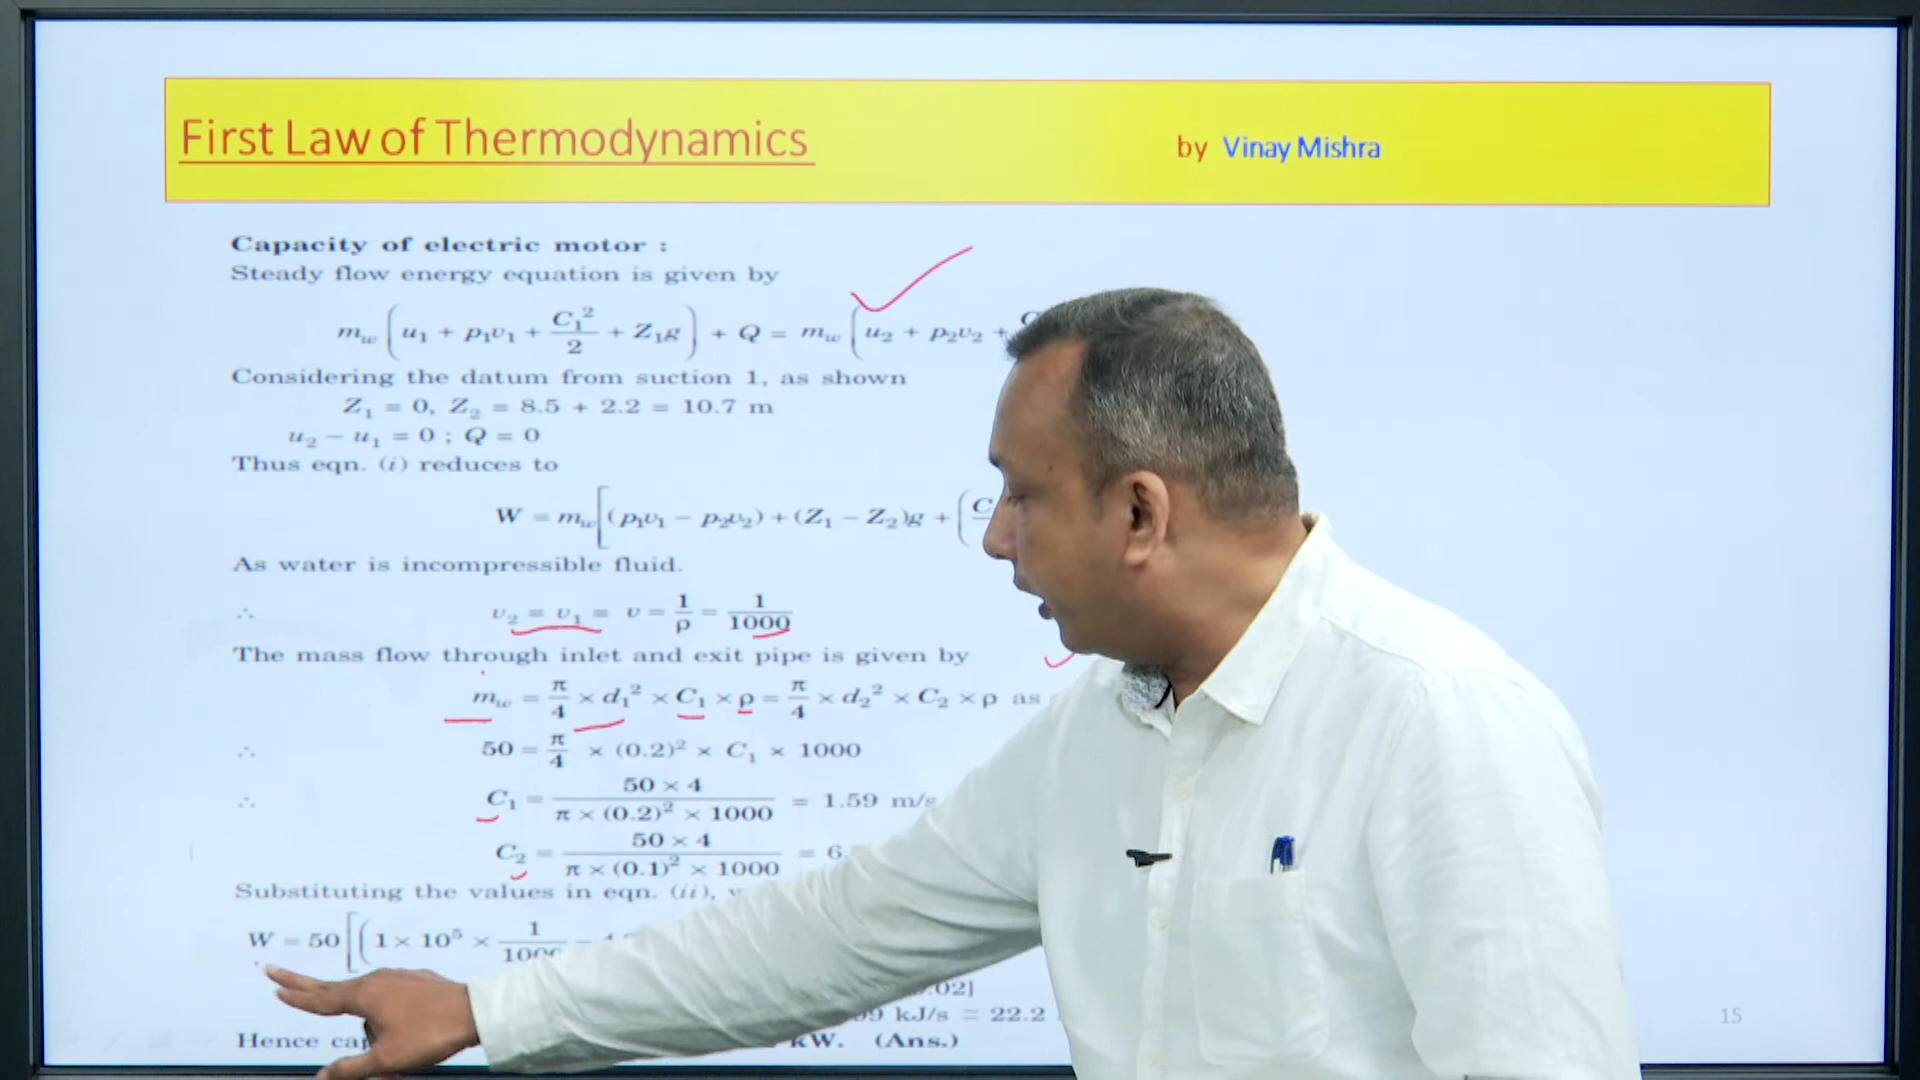 First Law of Thermodynamics by Vinay Mishra
Capacity of electric motor :
Steady flow energy equation is given by
m_w (u₁ + p₁v₁ + C₁²/2 + Z₁g) + Q = m_w (u₂ + p₂v₂ +
Considering the datum from suction 1, as shown
Z₁ = 0, Z₂ = 8.5 + 2.2 = 10.7 m
u₂ − u₁ = 0 ; Q = 0
Thus eqn. (i) reduces to
W = m_w [(p₁v₁ − p₂v₂) + (Z₁ − Z₂)g + (C
As water is incompressible fluid.
∴ v₂ = v₁ = v = 1/ρ = 1/1000
The mass flow through inlet and exit pipe is given by
m_w = π/4 × d₁² × C₁ × ρ = π/4 × d₂² × C₂ × ρ as
∴ 50 = π/4 × (0.2)² × C₁ × 1000
∴ C₁ = 50 × 4 / π × (0.2)² × 1000 = 1.59 m/s
C₂ = 50 × 4 / π × (0.1)² × 1000 = 6.
Substituting the values in eqn. (ii),
W = 50 [(1 × 10⁵ × 1/1000 −
.02]
99 kJ/s = 22.2
15
Hence kW. (Ans.)